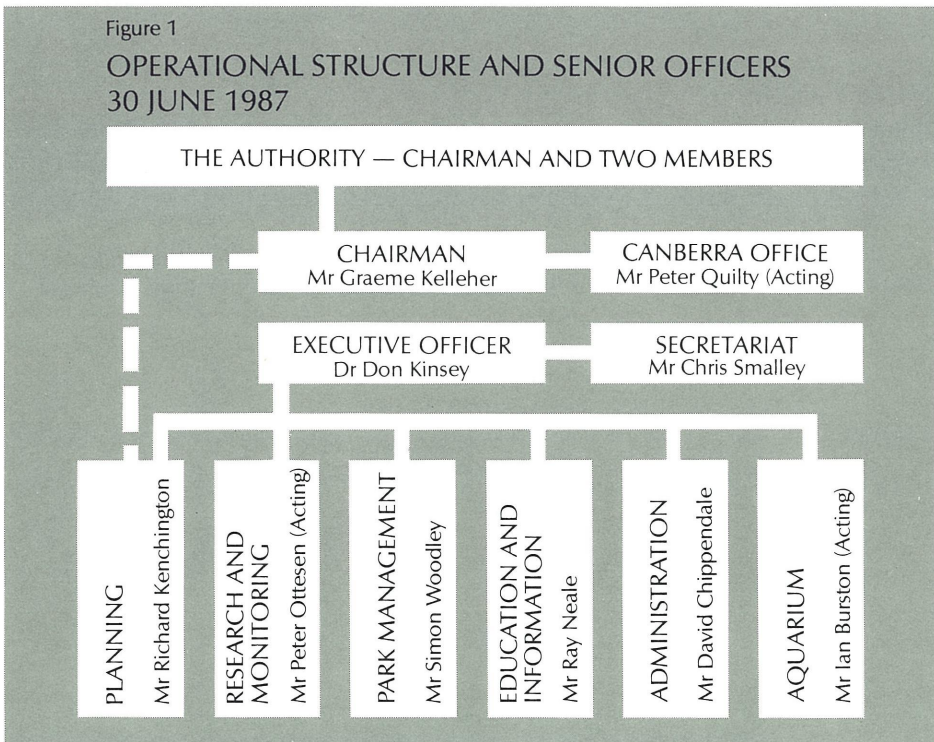 Figure 1
OPERATIONAL STRUCTURE AND SENIOR OFFICERS
30 JUNE 1987
THE AUTHORITY — CHAIRMAN AND TWO MEMBERS
CHAIRMAN
Mr Graeme Kelleher
CANBERRA OFFICE
Mr Peter Quilty (Acting)
EXECUTIVE OFFICER
Dr Don Kinsey
SECRETARIAT
Mr Chris Smalley
PLANNING
Mr Richard Kenchington
RESEARCH AND
MONITORING
Mr Peter Ottesen (Acting)
PARK MANAGEMENT
Mr Simon Woodley
EDUCATION AND
INFORMATION
Mr Ray Neale
ADMINISTRATION
Mr David Chippendale
AQUARIUM
Mr Ian Burston (Acting)